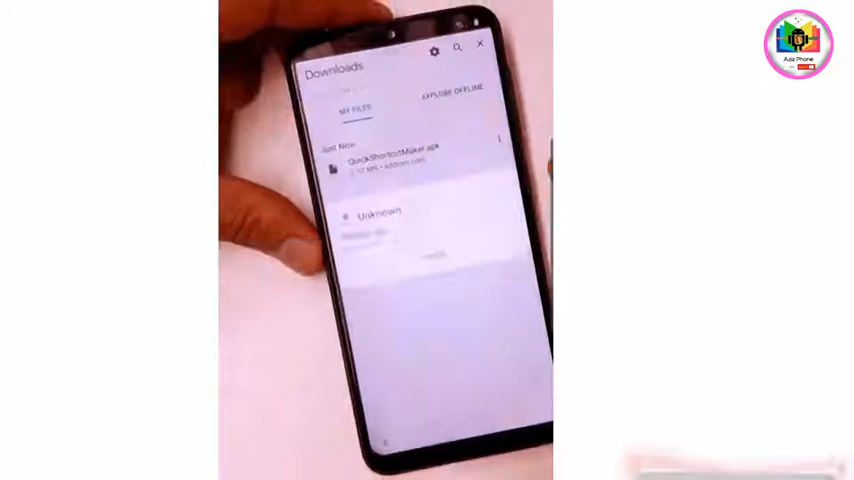 Downloads
MY FILES
EXPLORE OFFLINE
Just Now
QuickShortcutMaker.apk
Unknown
Aziz Phone